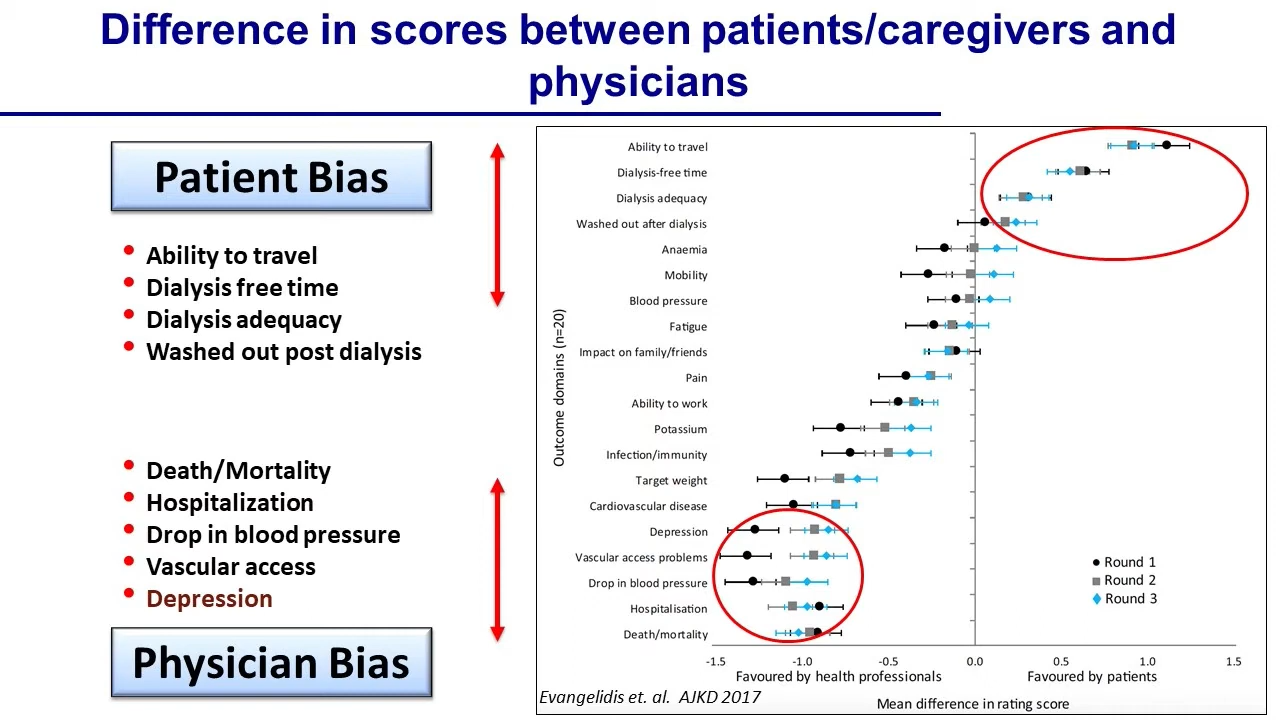 Difference in scores between patients/caregivers and
physicians
Patient Bias
• Ability to travel
• Dialysis free time
• Dialysis adequacy
• Washed out post dialysis
• Death/Mortality
• Hospitalization
• Drop in blood pressure
• Vascular access
• Depression
Physician Bias
Outcome domains (n=20)
Ability to travel
Dialysis-free time
Dialysis adequacy
Washed out after dialysis
Anaemia
Mobility
Blood pressure
Fatigue
Impact on family/friends
Pain
Ability to work
Potassium
Infection/immunity
Target weight
Cardiovascular disease
Depression
Vascular access problems
Drop in blood pressure
Hospitalisation
Death/mortality
Round 1
Round 2
Round 3
-1.5 -1.0 -0.5 0.0 0.5 1.0 1.5
Favoured by health professionals Favoured by patients
Mean difference in rating score
Evangelidis et. al. AJKD 2017